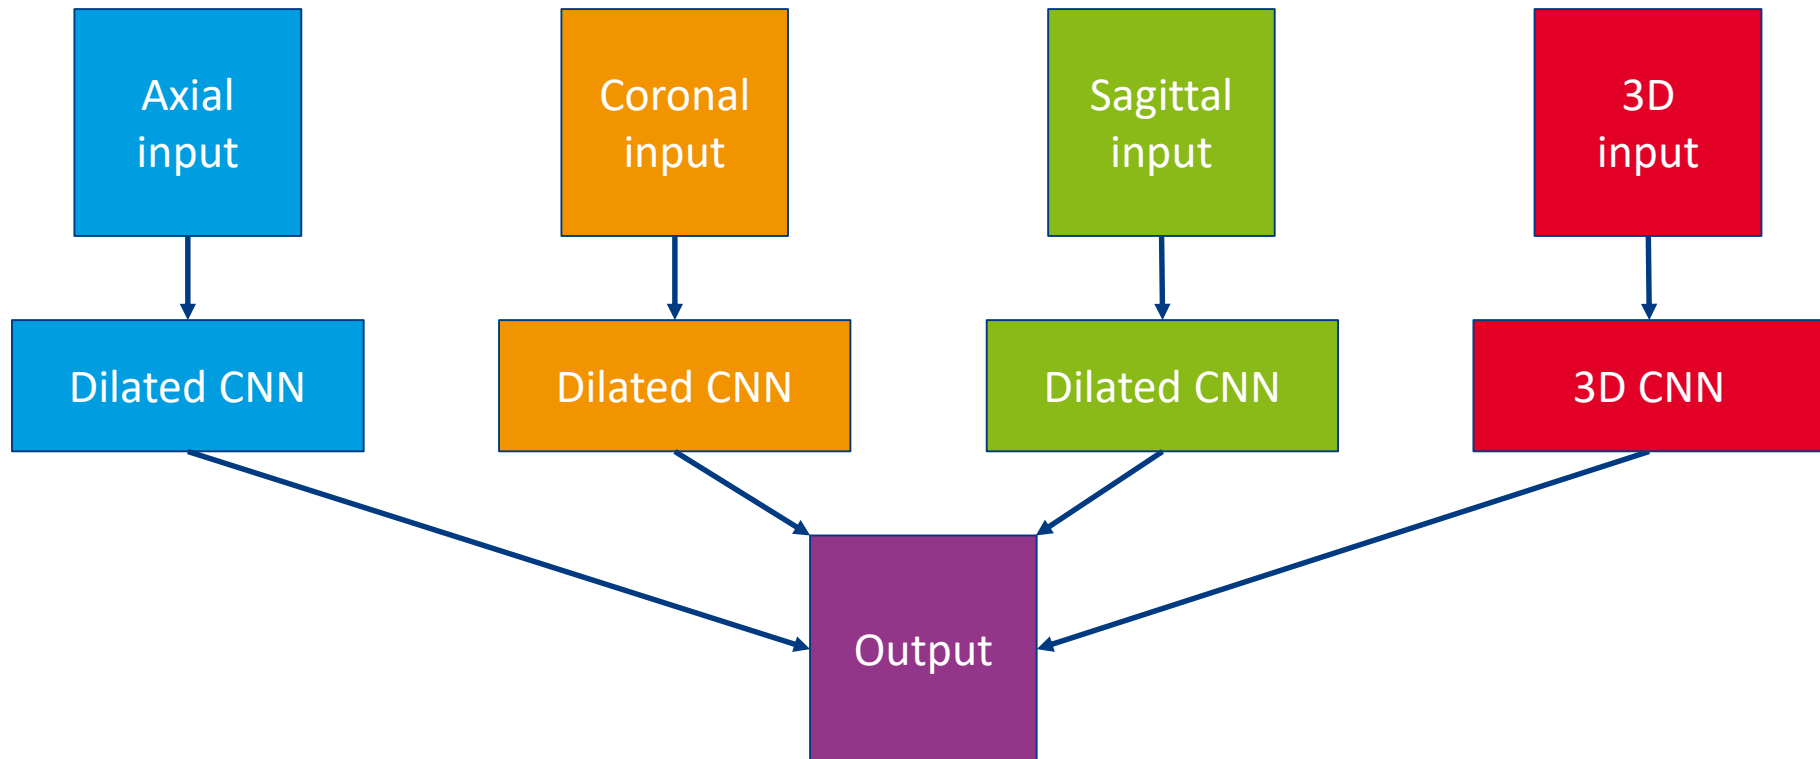 Axial
input
Coronal
input
Sagittal
input
3D
input
Dilated CNN
Dilated CNN
Dilated CNN
3D CNN
Output